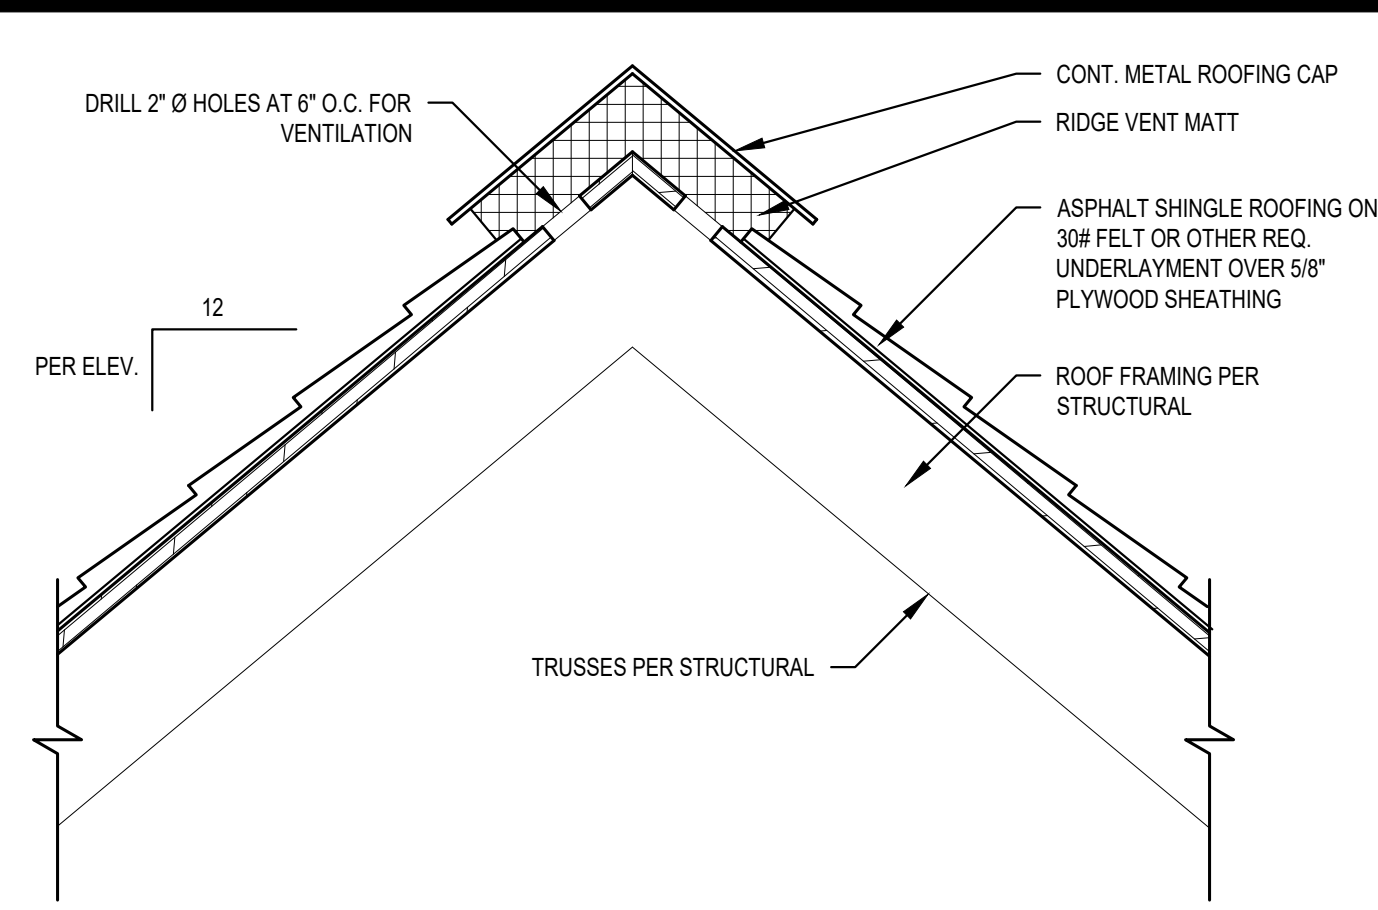 DRILL 2" Ø HOLES AT 6" O.C. FOR
VENTILATION
CONT. METAL ROOFING CAP
RIDGE VENT MATT
ASPHALT SHINGLE ROOFING ON
30# FELT OR OTHER REQ.
UNDERLAYMENT OVER 5/8"
PLYWOOD SHEATHING
12
PER ELEV.
ROOF FRAMING PER
STRUCTURAL
TRUSSES PER STRUCTURAL